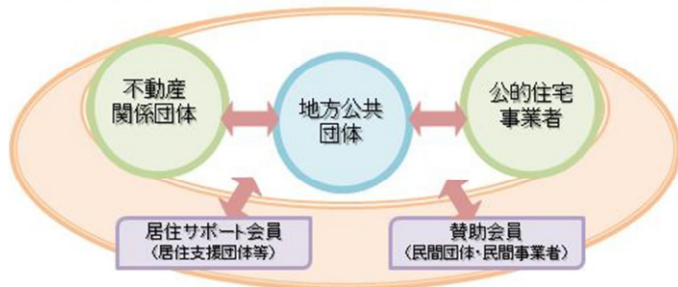 不動産
関係団体
地方公共
団体
公的住宅
事業者
居住サポート会員
(居住支援団体等)
賛助会員
(民間団体・民間事業者)